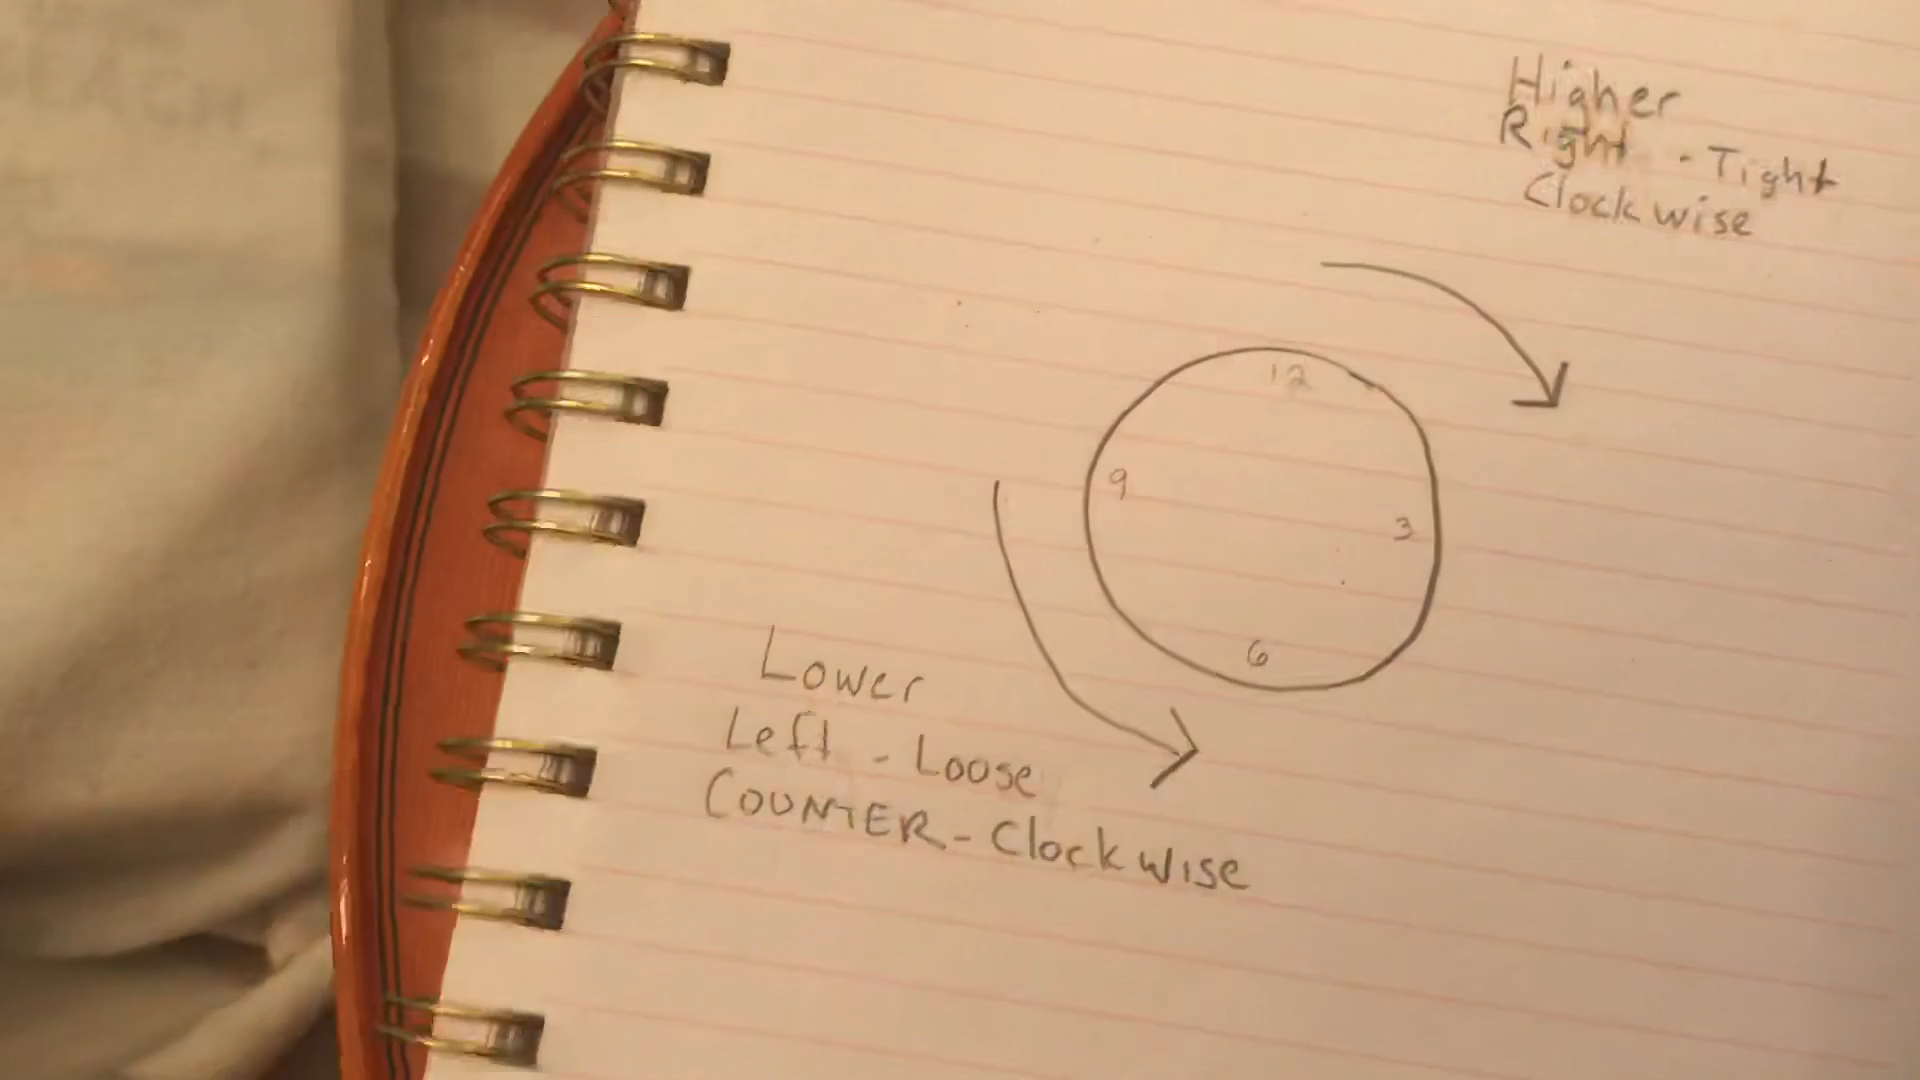 Higher
Right - Tight
Clockwise
12
9
3
6
Lower
Left - Loose
COUNTER-Clockwise